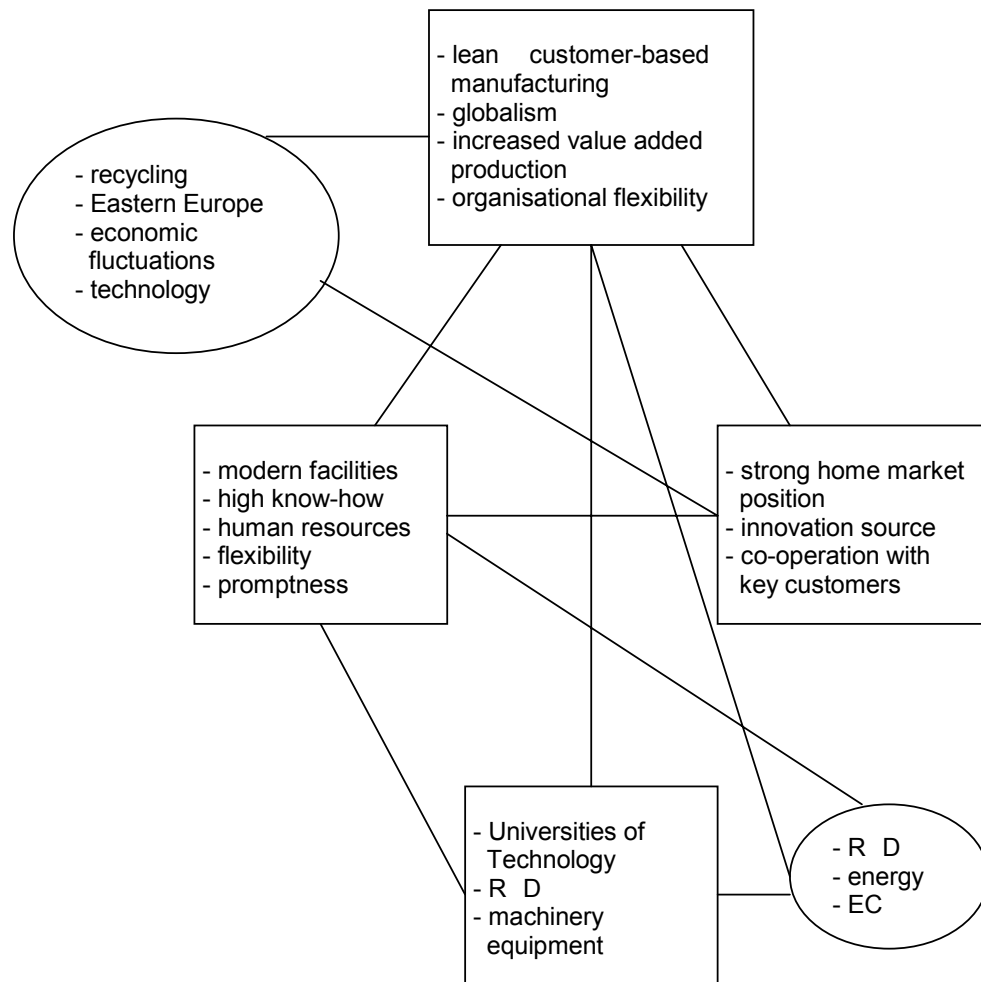 - lean customer-based
manufacturing
- globalism
- increased value added
production
- organisational flexibility
- recycling
- Eastern Europe
- economic
fluctuations
- technology
- modern facilities
- high know-how
- human resources
- flexibility
- promptness
- strong home market
position
- innovation source
- co-operation with
key customers
- Universities of
Technology
- R D
- machinery
equipment
- R D
- energy
- EC